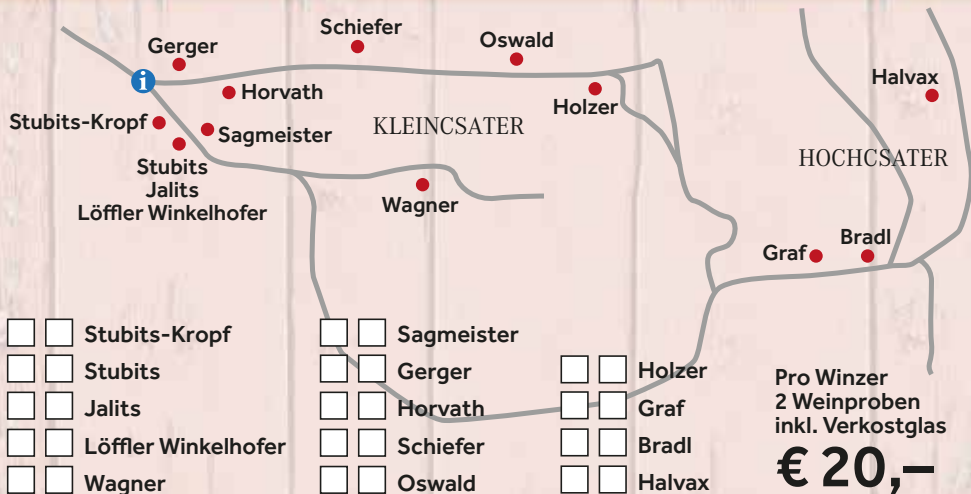 Schiefer
Oswald
Gerger
Halvax
Horvath
Holzer
Stubits-Kropf
Sagmeister
KLEINCSATER
HOCHCSATER
Stubits
Jalits
Löffler Winkelhofer
Wagner
Graf
Bradl
i
Stubits-Kropf
Stubits
Jalits
Löffler Winkelhofer
Wagner
Sagmeister
Gerger
Horvath
Schiefer
Oswald
Holzer
Graf
Bradl
Halvax
Pro Winzer
2 Weinproben
inkl. Verkostglas
€ 20,–